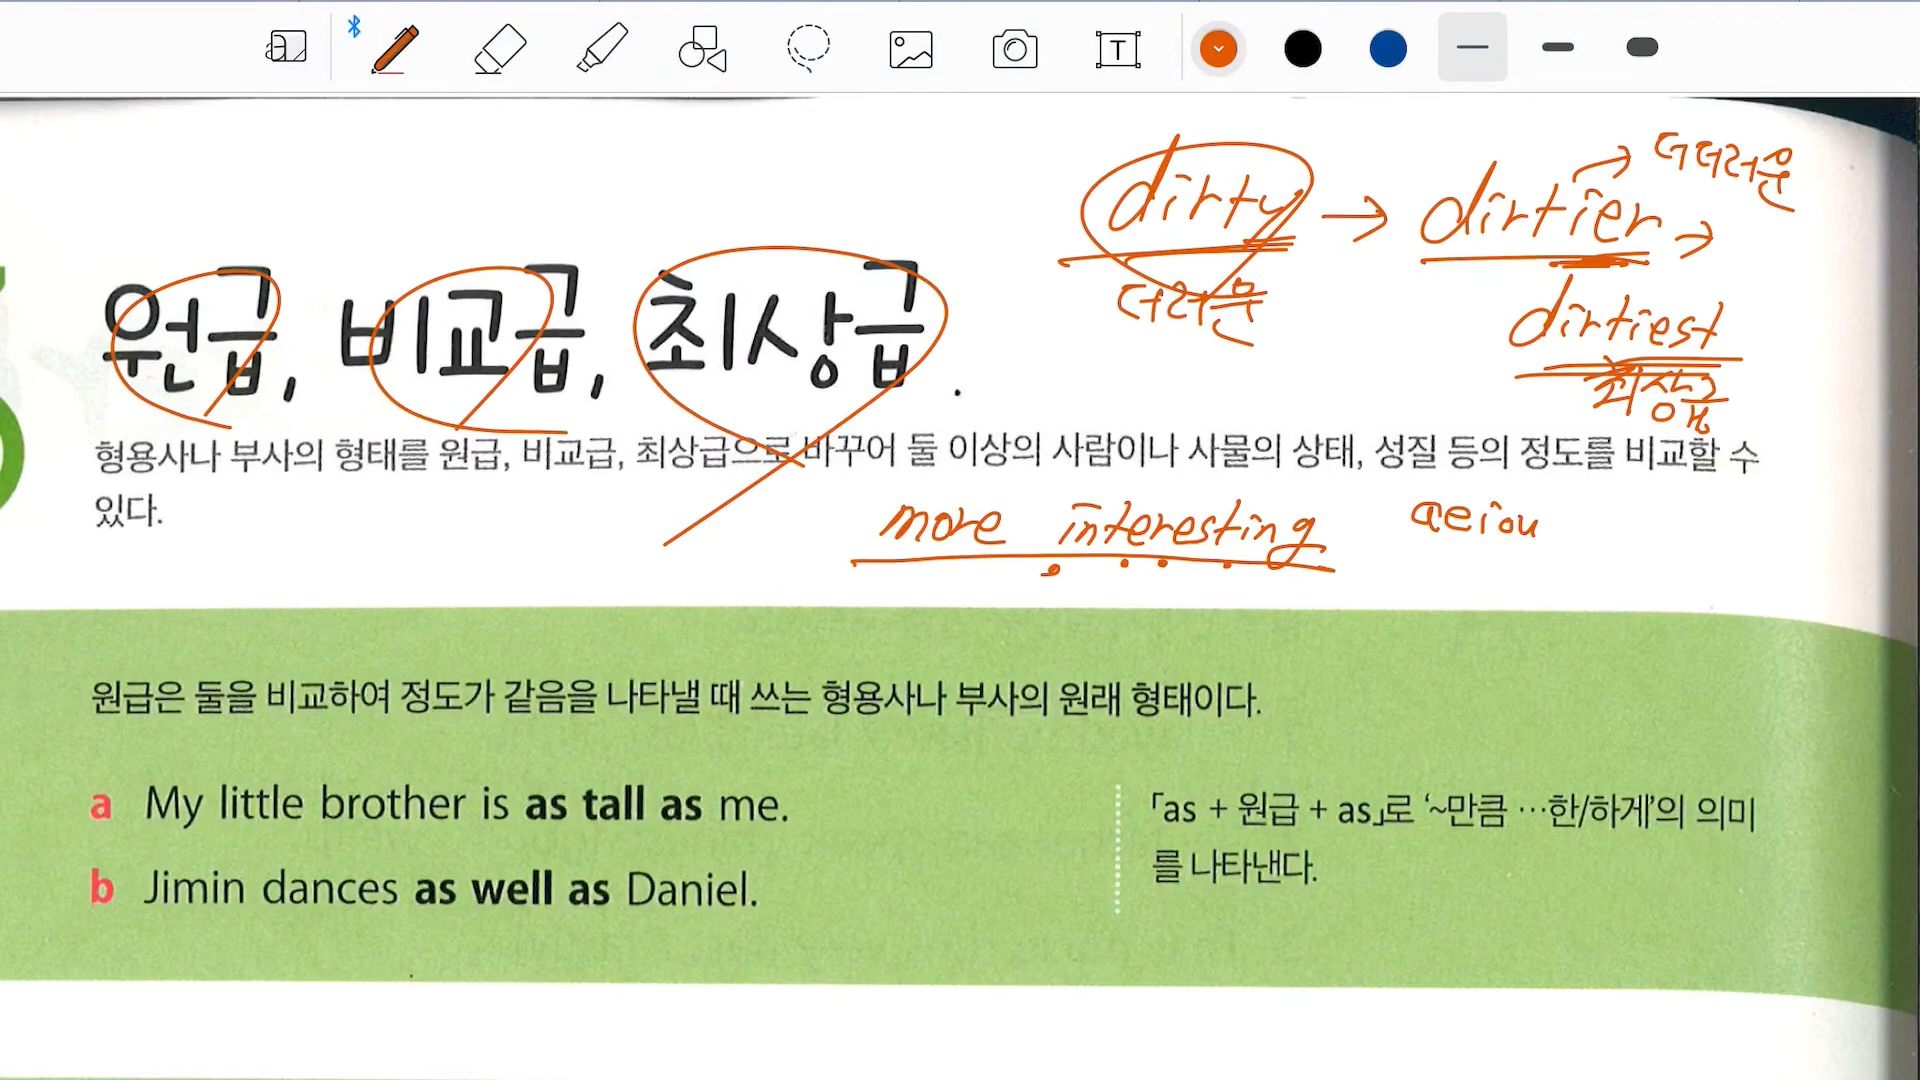 dirty → dirtier → 더 더러운
더러운
dirtiest
최상급
원급, 비교급, 최상급.
형용사나 부사의 형태를 원급, 비교급, 최상급으로 바꾸어 둘 이상의 사람이나 사물의 상태, 성질 등의 정도를 비교할 수
있다.
more interesting aeiou
원급은 둘을 비교하여 정도가 같음을 나타낼 때 쓰는 형용사나 부사의 원래 형태이다.
a My little brother is as tall as me.
b Jimin dances as well as Daniel.
「as + 원급 + as」로 ‘~만큼 …한/하게’의 의미
를 나타낸다.